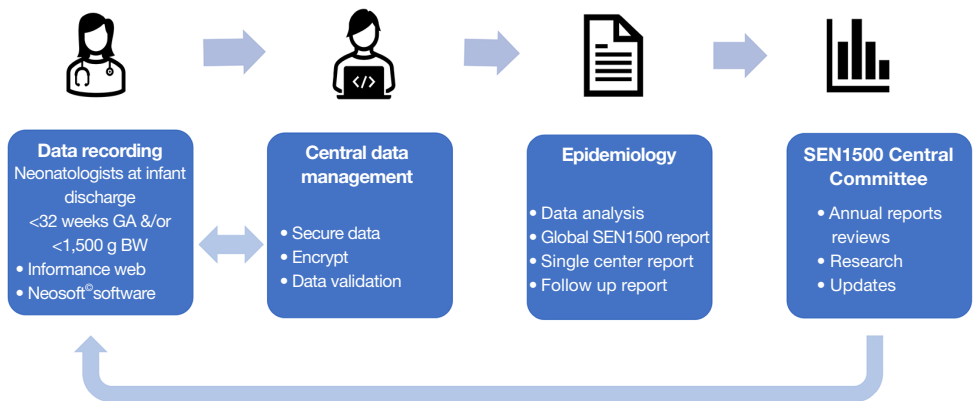 </>
Data recording
Neonatologists at infant
discharge
<32 weeks GA &/or
<1,500 g BW
• Informance web
• Neosoft©software
Central data
management
• Secure data
• Encrypt
• Data validation
Epidemiology
• Data analysis
• Global SEN1500 report
• Single center report
• Follow up report
SEN1500 Central
Committee
• Annual reports
reviews
• Research
• Updates